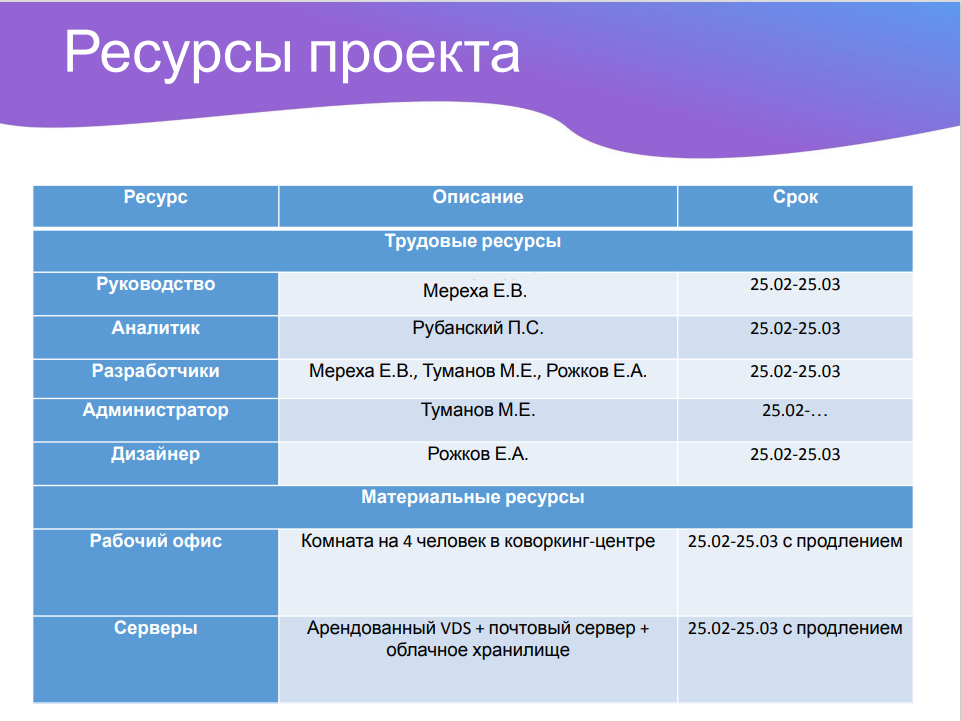 Ресурсы проекта
Ресурс Описание Срок
Трудовые ресурсы
Руководство Мереха Е.В. 25.02-25.03
Аналитик Рубанский П.С. 25.02-25.03
Разработчики Мереха Е.В., Туманов М.Е., Рожков Е.А. 25.02-25.03
Администратор Туманов М.Е. 25.02-…
Дизайнер Рожков Е.А. 25.02-25.03
Материальные ресурсы
Рабочий офис Комната на 4 человек в коворкинг-центре 25.02-25.03 с продлением
Серверы Арендованный VDS + почтовый сервер + 25.02-25.03 с продлением
облачное хранилище